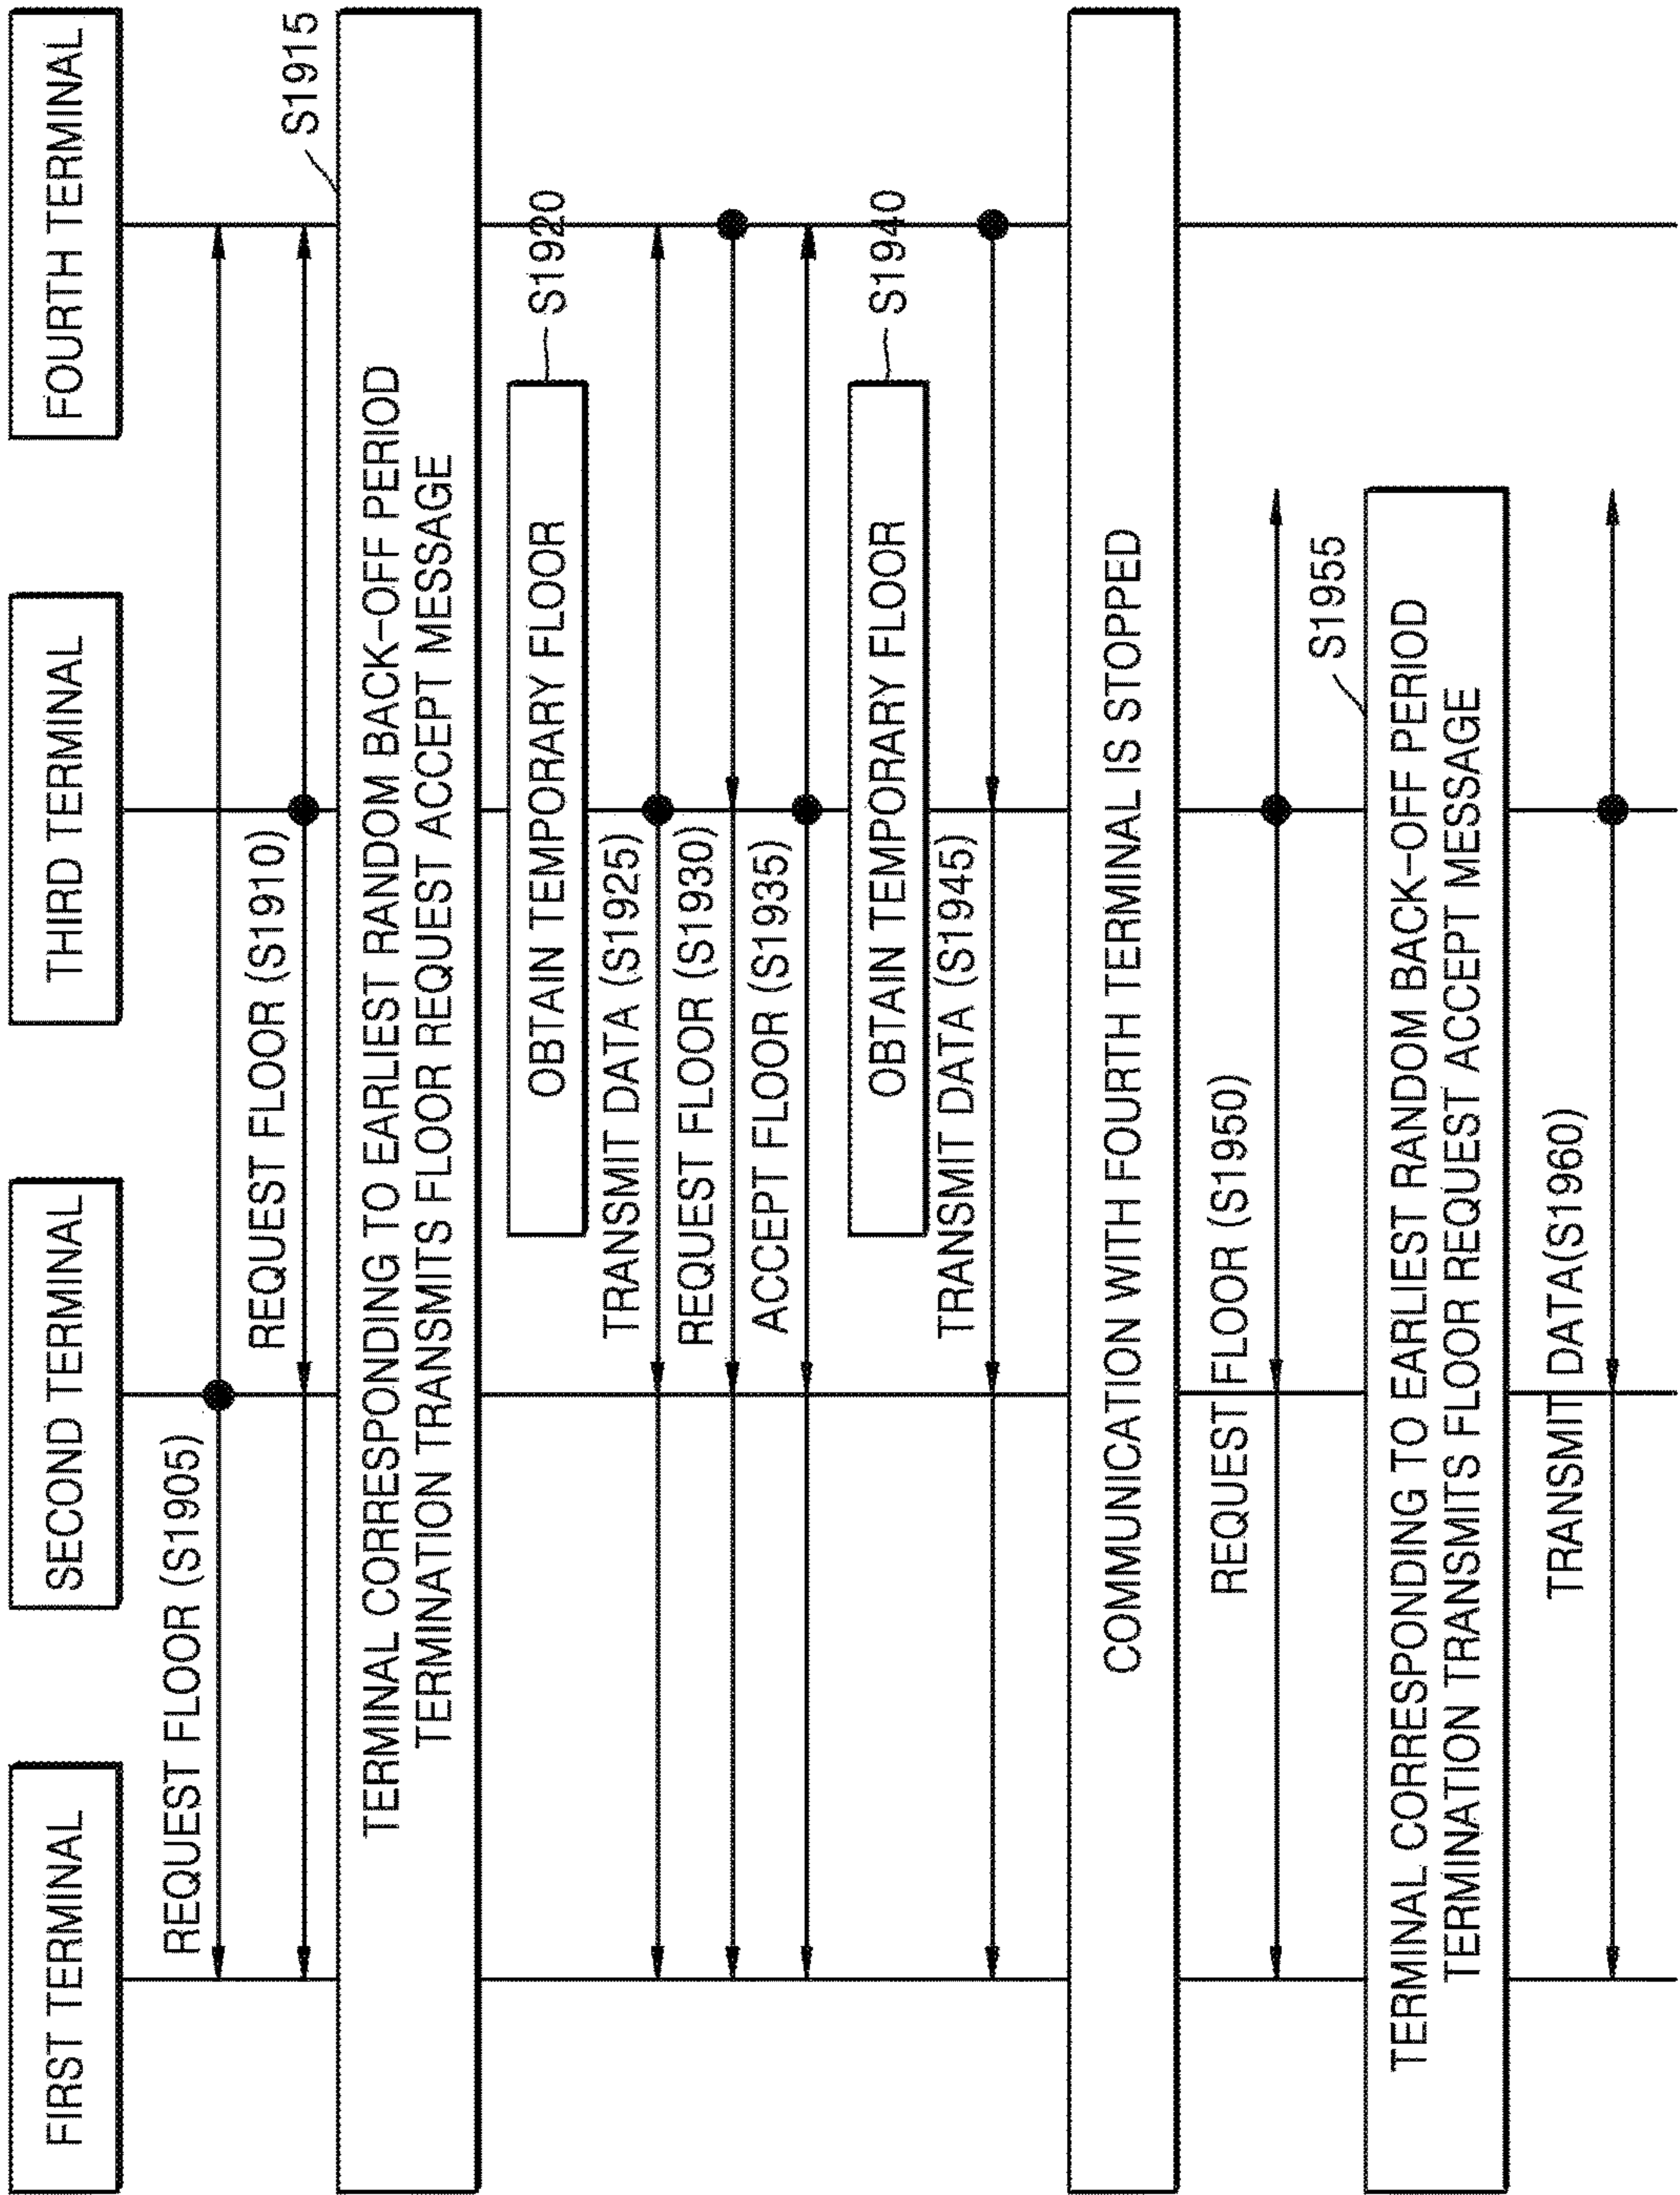 FIRST TERMINAL
SECOND TERMINAL
THIRD TERMINAL
FOURTH TERMINAL
REQUEST FLOOR (S1905)
REQUEST FLOOR (S1910)
S1915
TERMINAL CORRESPONDING TO EARLIEST RANDOM BACK-OFF PERIOD
TERMINATION TRANSMITS FLOOR REQUEST ACCEPT MESSAGE
OBTAIN TEMPORARY FLOOR
S1920
TRANSMIT DATA (S1925)
REQUEST FLOOR (S1930)
ACCEPT FLOOR (S1935)
OBTAIN TEMPORARY FLOOR
S1940
TRANSMIT DATA (S1945)
COMMUNICATION WITH FOURTH TERMINAL IS STOPPED
REQUEST FLOOR (S1950)
S1955
TERMINAL CORRESPONDING TO EARLIEST RANDOM BACK-OFF PERIOD
TERMINATION TRANSMITS FLOOR REQUEST ACCEPT MESSAGE
TRANSMIT DATA(S1960)